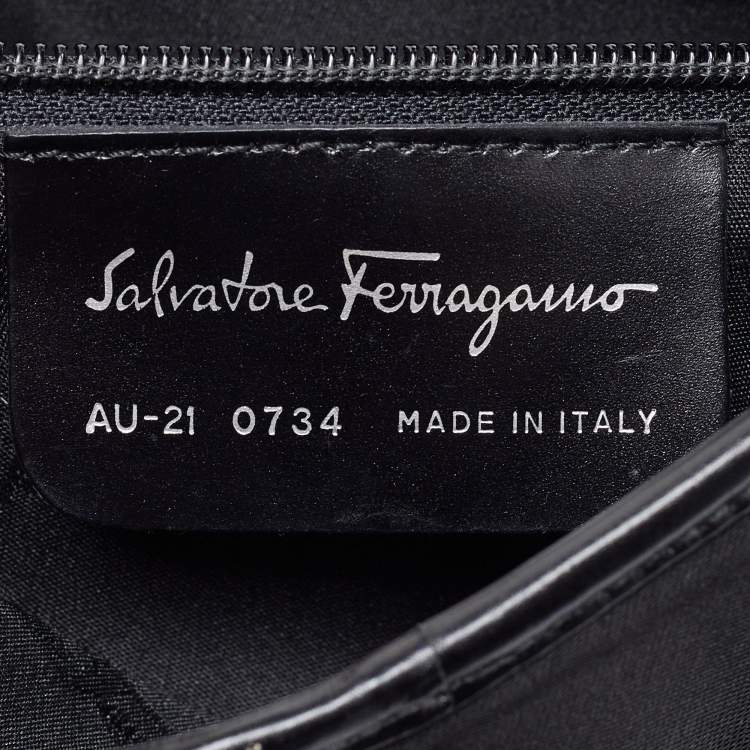 Salvatore Ferragamo
AU-21 0734 MADE IN ITALY